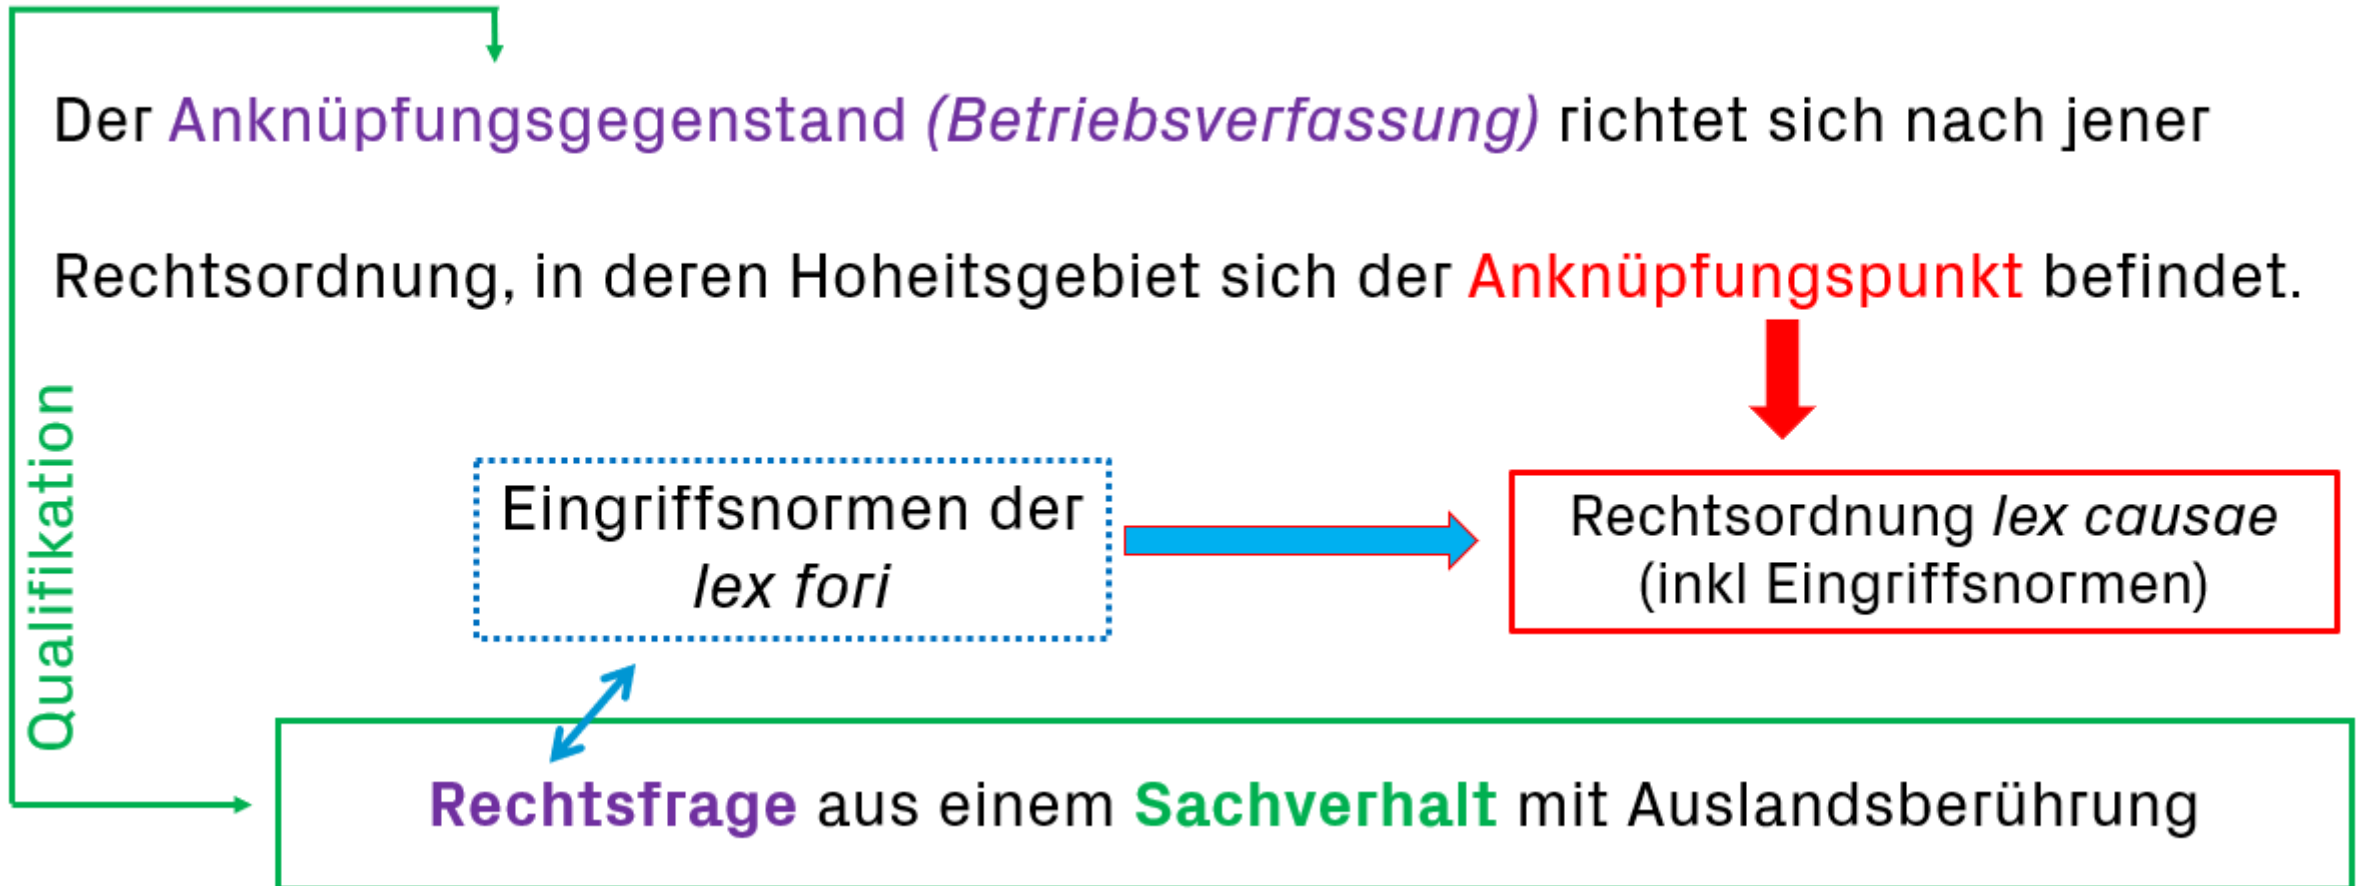 Der Anknüpfungsgegenstand (Betriebsverfassung) richtet sich nach jener
Rechtsordnung, in deren Hoheitsgebiet sich der Anknüpfungspunkt befindet.
Qualifikation
Eingriffsnormen der
lex fori
Rechtsordnung lex causae
(inkl Eingriffsnormen)
Rechtsfrage aus einem Sachverhalt mit Auslandsberührung